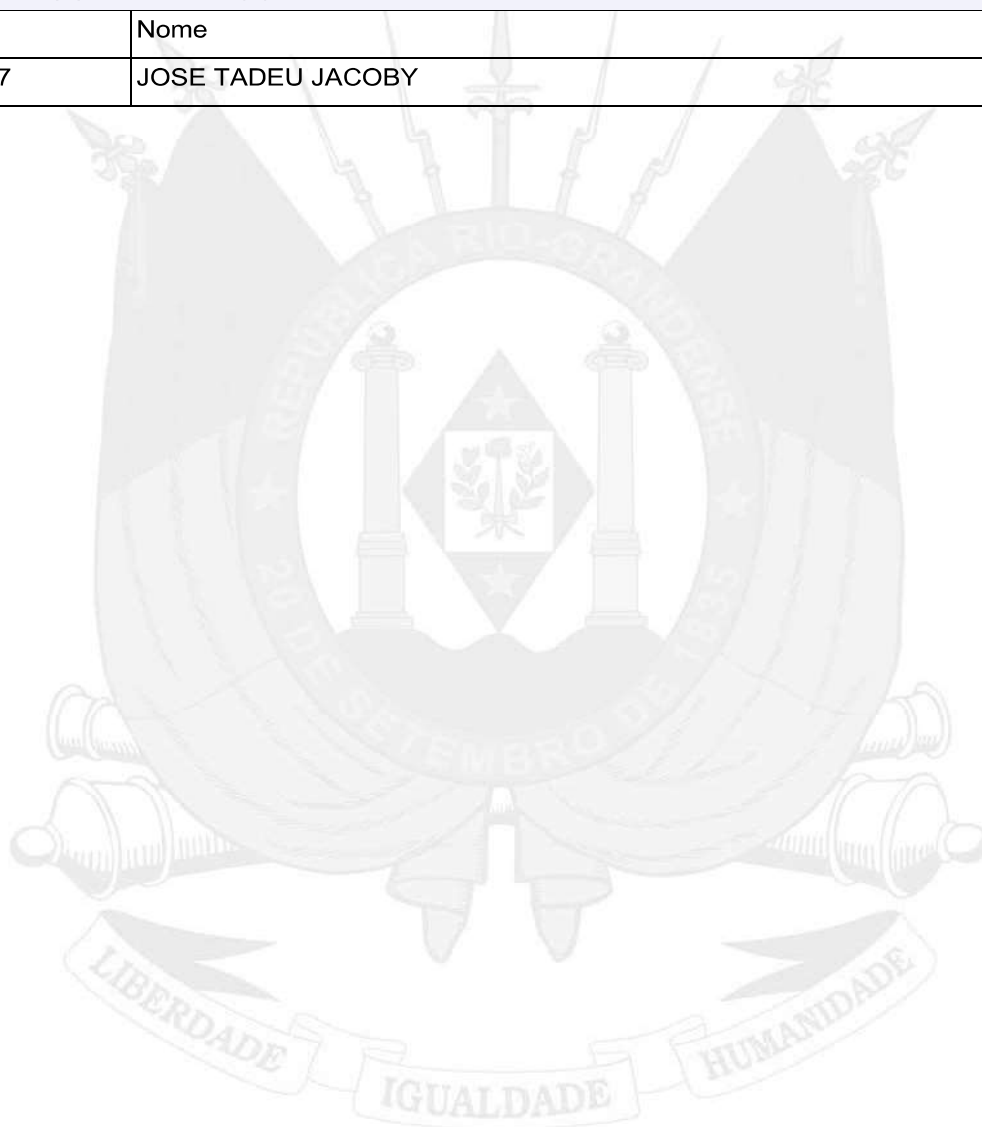 Nome
7 JOSE TADEU JACOBY
REPÚBLICA RIO-GRANDENSE
20 DE SETEMBRO DE 1835
LIBERDADE IGUALDADE HUMANIDADE